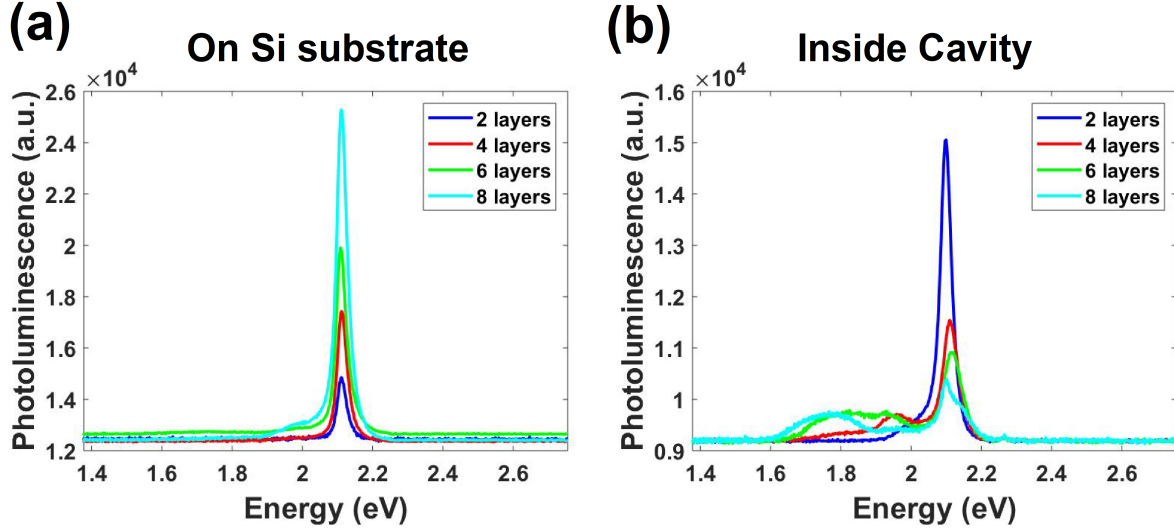 (a)
On Si substrate
×10⁴
2.6
2.4
2.2
2
1.8
1.6
1.4
1.2
Photoluminescence (a.u.)
2 layers
4 layers
6 layers
8 layers
1.4 1.6 1.8 2 2.2 2.4 2.6
Energy (eV)
(b)
Inside Cavity
×10⁴
1.6
1.5
1.4
1.3
1.2
1.1
1
0.9
Photoluminescence (a.u.)
2 layers
4 layers
6 layers
8 layers
1.4 1.6 1.8 2 2.2 2.4 2.6
Energy (eV)